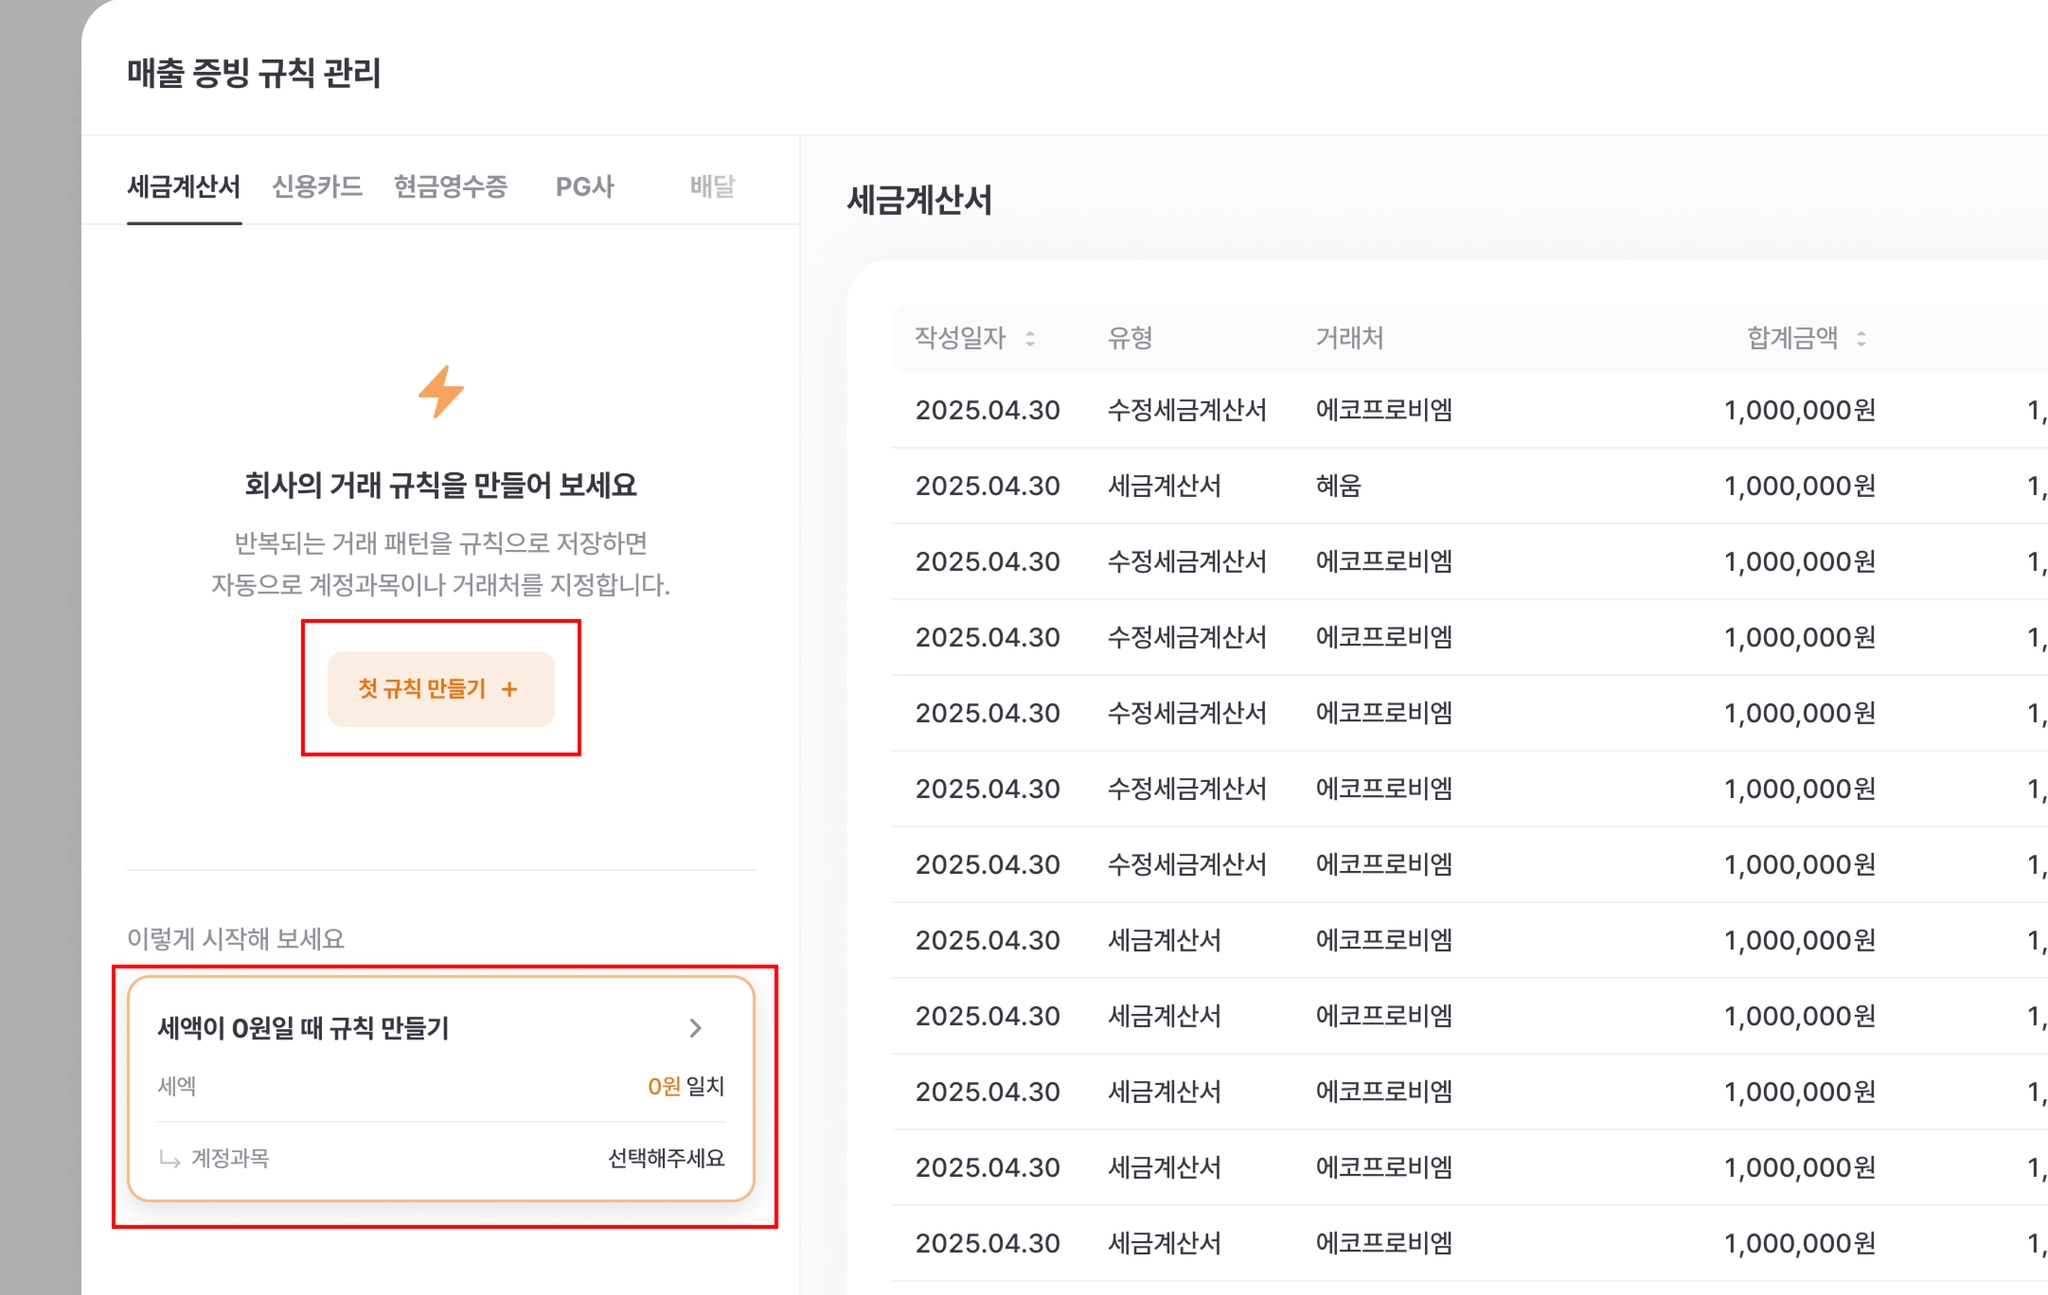 매출 증빙 규칙 관리
세금계산서 신용카드 현금영수증 PG사 배달
회사의 거래 규칙을 만들어 보세요
반복되는 거래 패턴을 규칙으로 저장하면
자동으로 계정과목이나 거래처를 지정합니다.
첫 규칙 만들기 +
이렇게 시작해 보세요
세액이 0원일 때 규칙 만들기
세엑 0원 일치
계정과목 선택해주세요
세금계산서
작성일자 유형 거래처 합계금액
2025.04.30 수정세금계산서 에코프로비엠 1,000,000원 1,
2025.04.30 세금계산서 혜움 1,000,000원 1,
2025.04.30 수정세금계산서 에코프로비엠 1,000,000원 1,
2025.04.30 수정세금계산서 에코프로비엠 1,000,000원 1,
2025.04.30 수정세금계산서 에코프로비엠 1,000,000원 1,
2025.04.30 수정세금계산서 에코프로비엠 1,000,000원 1,
2025.04.30 수정세금계산서 에코프로비엠 1,000,000원 1,
2025.04.30 세금계산서 에코프로비엠 1,000,000원 1,
2025.04.30 세금계산서 에코프로비엠 1,000,000원 1,
2025.04.30 세금계산서 에코프로비엠 1,000,000원 1,
2025.04.30 세금계산서 에코프로비엠 1,000,000원 1,
2025.04.30 세금계산서 에코프로비엠 1,000,000원 1,